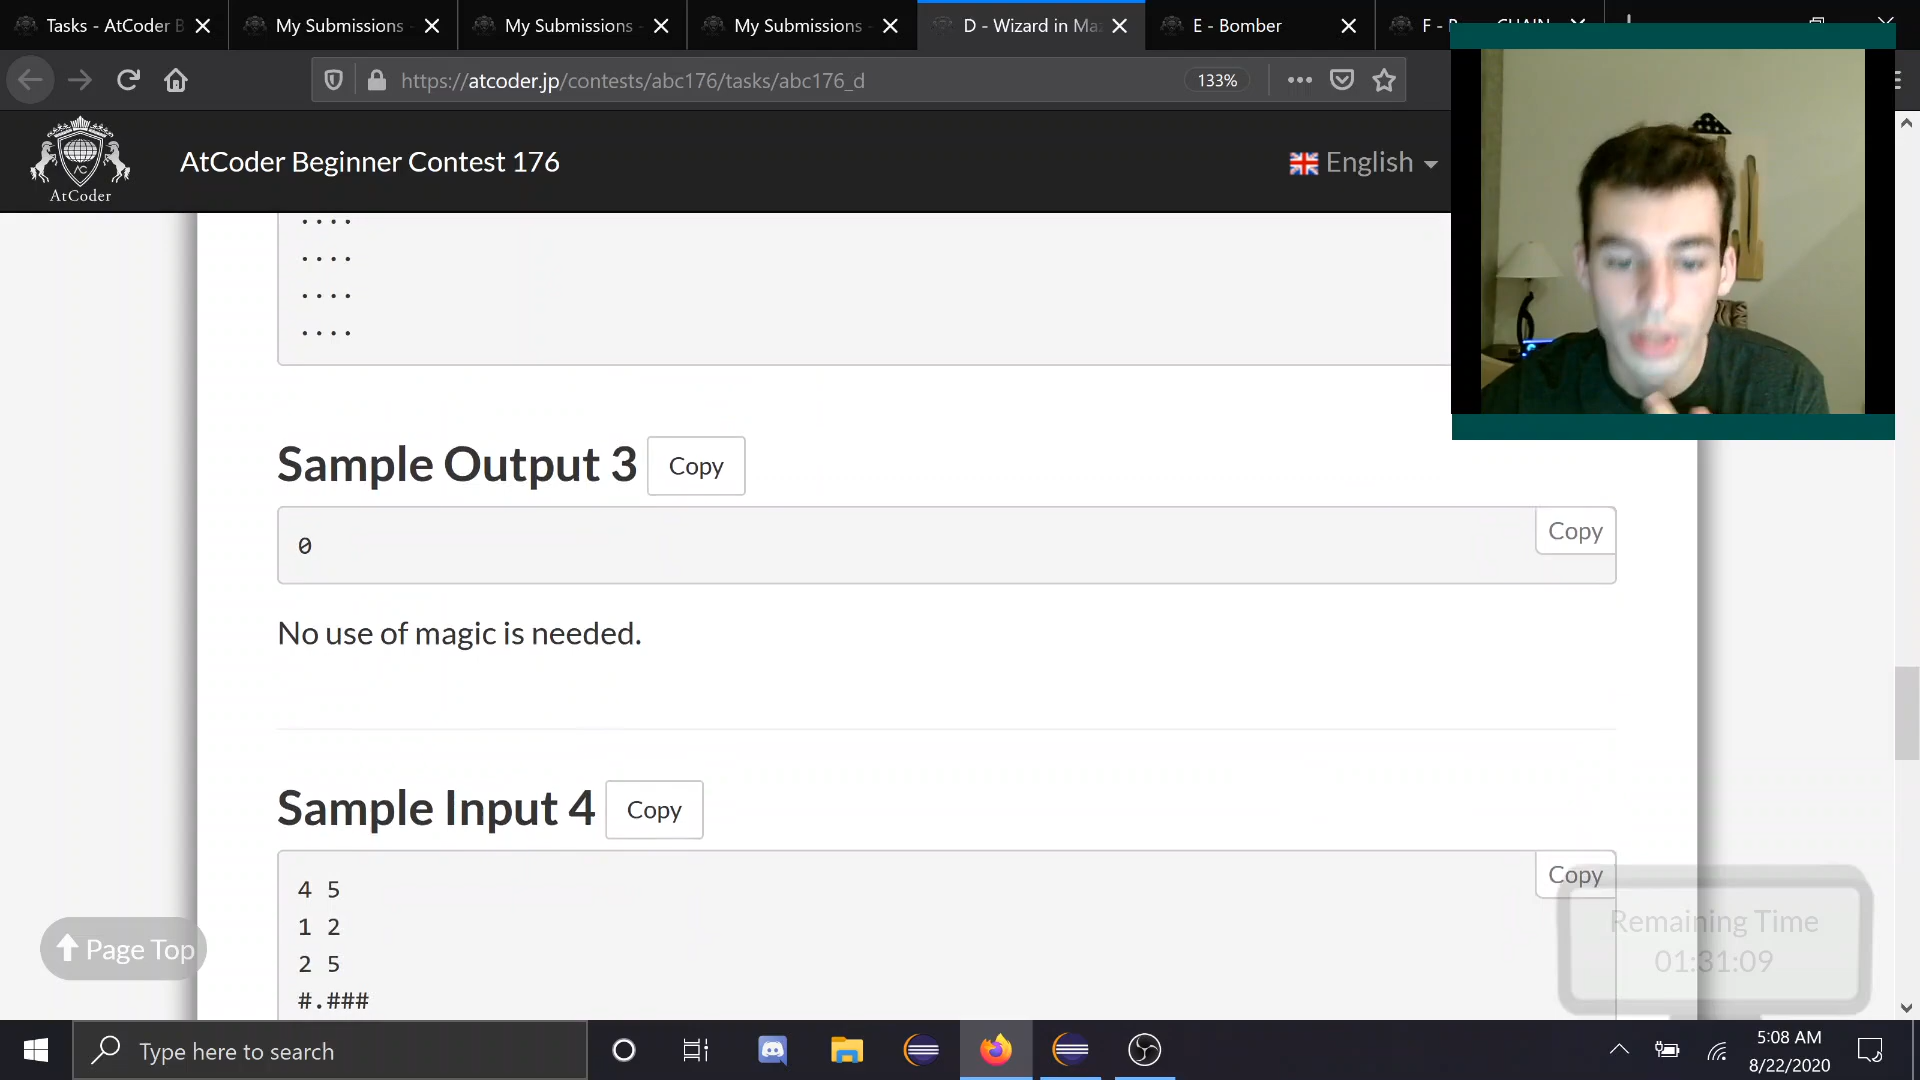 Tasks - AtCoder B
My Submissions -
My Submissions -
My Submissions -
D - Wizard in Ma
E - Bomber
https://atcoder.jp/contests/abc176/tasks/abc176_d
133%
AtCoder
AtCoder Beginner Contest 176
English
....
....
....
....
Sample Output 3
Copy
0
Copy
No use of magic is needed.
Sample Input 4
Copy
4 5
1 2
2 5
#.###
Copy
Remaining Time
01:31:09
Page Top
Type here to search
5:08 AM
8/22/2020